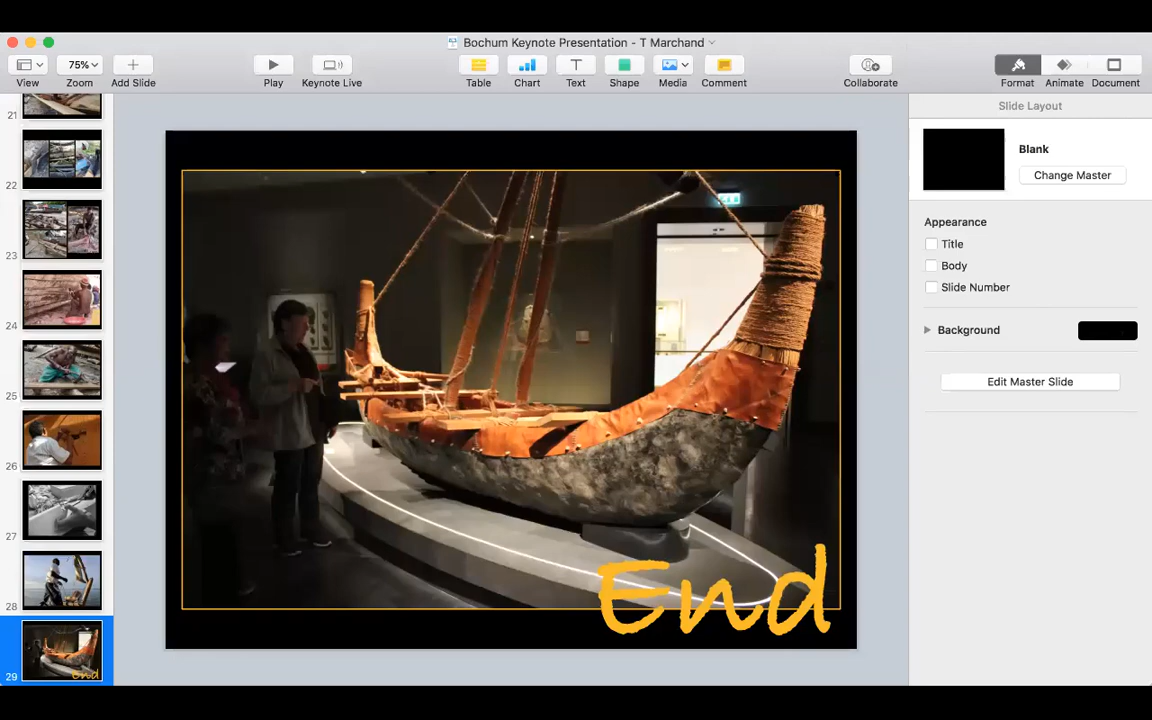 Bochum Keynote Presentation - T Marchand
View
75%
Zoom
Add Slide
Play
Keynote Live
Table
Chart
Text
Shape
Media
Comment
Collaborate
Format
Animate
Document
21
22
23
24
25
26
27
28
29
End
End
Slide Layout
Blank
Change Master
Appearance
Title
Body
Slide Number
Background
Edit Master Slide